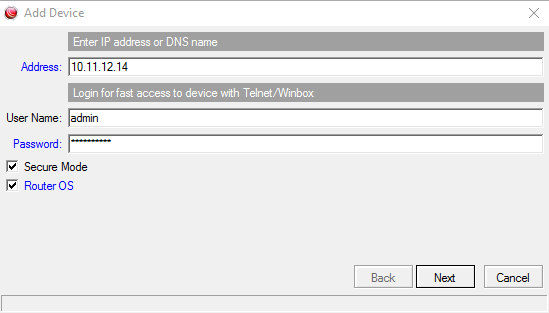 Add Device
Enter IP address or DNS name
Address: 10.11.12.14
Login for fast access to device with Telnet/Winbox
User Name: admin
Password: **********
Secure Mode
Router OS
Back Next Cancel